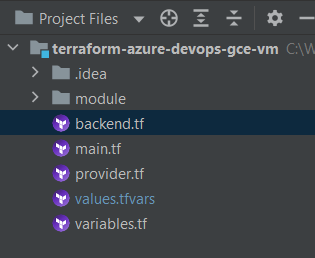 Project Files
terraform-azure-devops-gce-vm C:\W
.idea
module
backend.tf
main.tf
provider.tf
values.tfvars
variables.tf